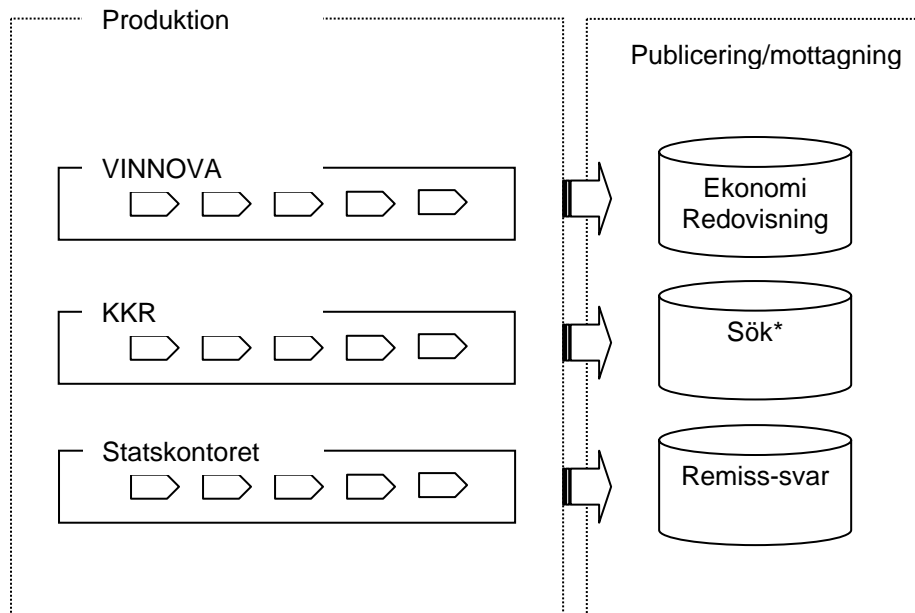 Produktion
Publicering/mottagning
VINNOVA
Ekonomi
Redovisning
KKR
Sök*
Statskontoret
Remiss-svar